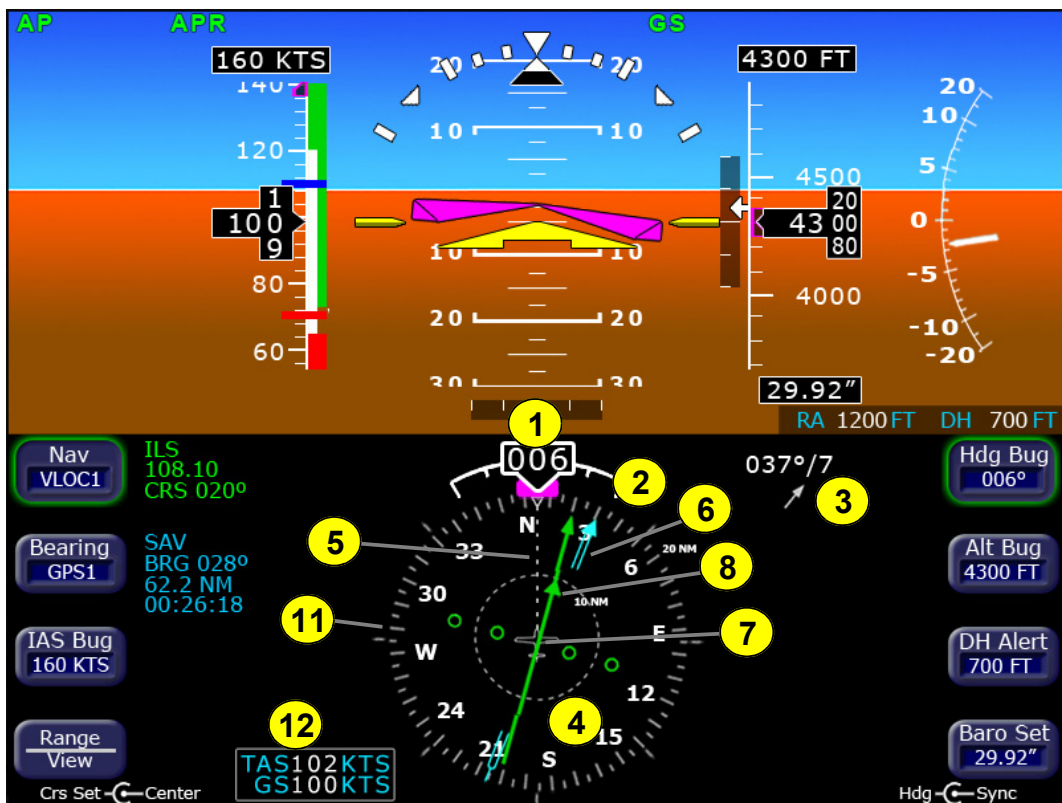 AP APR GS
160 KTS 20 20 4300 FT
140 20
10 10 10
120 4500 5
1 20
100 43 00 0
9 80
10 10 -5
80 4000
20 20 -10
60 -20
30 30 29.92"
RA 1200 FT DH 700 FT
1
Nav ILS 006 037°/7 Hdg Bug
VLOC1 108.10 2 006°
CRS 020º 3
N 3 6
5 33 20 NM
Bearing SAV 6 8 Alt Bug
GPS1 BRG 028º 4300 FT
62.2 NM 30 10 NM
00:26:18
11 7
IAS Bug W E DH Alert
160 KTS 700 FT
24 12
12 4
21 S 15
Range TAS102KTS Baro Set
View GS100KTS 29.92"
Crs Set Center Hdg Sync